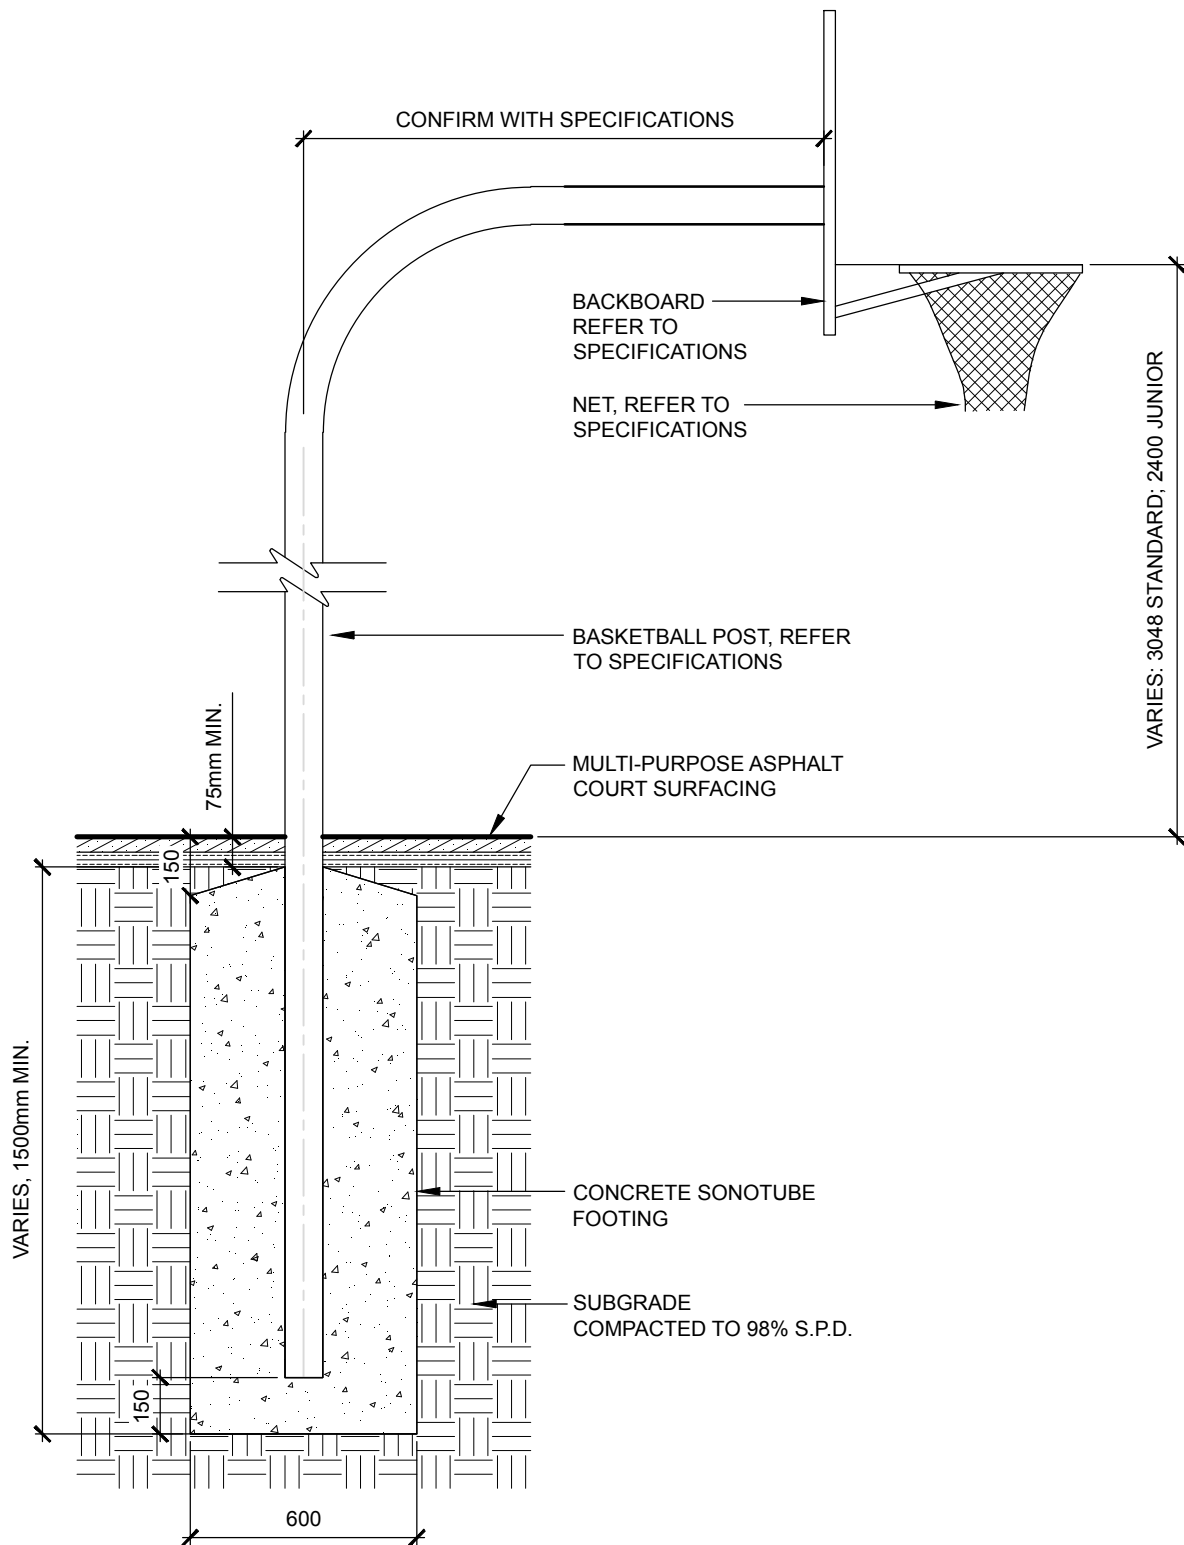 CONFIRM WITH SPECIFICATIONS
BACKBOARD
REFER TO
SPECIFICATIONS
NET, REFER TO
SPECIFICATIONS
VARIES: 3048 STANDARD; 2400 JUNIOR
BASKETBALL POST, REFER
TO SPECIFICATIONS
75mm MIN.
MULTI-PURPOSE ASPHALT
COURT SURFACING
150
VARIES, 1500mm MIN.
CONCRETE SONOTUBE
FOOTING
SUBGRADE
COMPACTED TO 98% S.P.D.
150
600